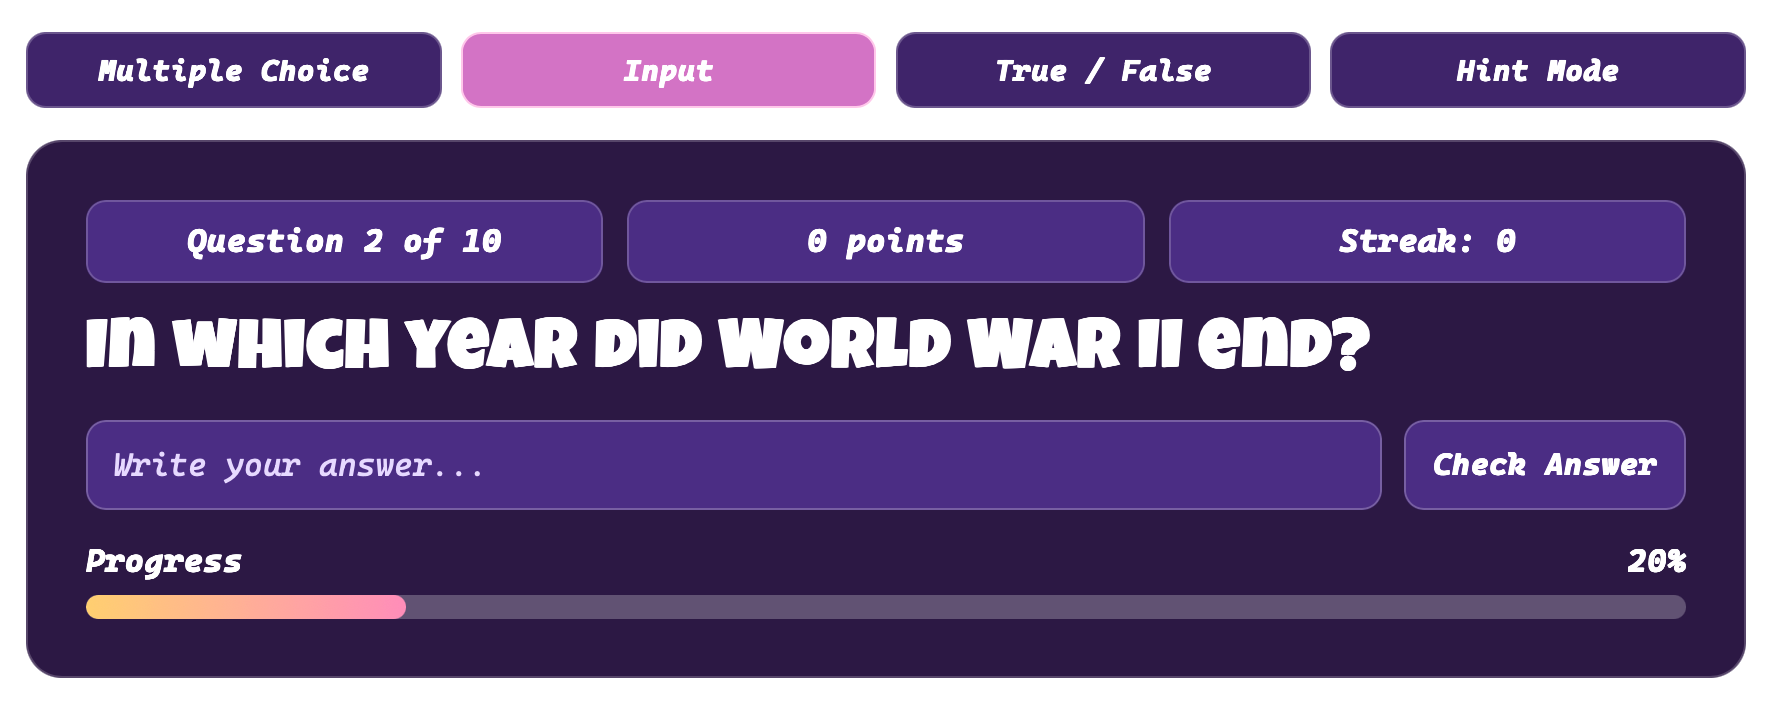 Multiple Choice
Input
True / False
Hint Mode
Question 2 of 10
0 points
Streak: 0
In which year did World War II end?
Write your answer...
Check Answer
Progress
20%